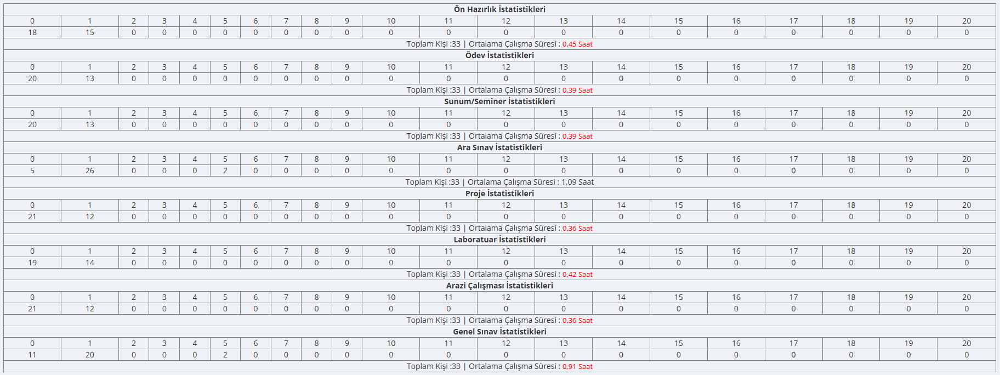 Ön Hazırlık İstatistikleri
0 1 2 3 4 5 6 7 8 9 10 11 12 13 14 15 16 17 18 19 20
18 15 0 0 0 0 0 0 0 0 0 0 0 0 0 0 0 0 0 0 0
Toplam Kişi :33 | Ortalama Çalışma Süresi : 0,45 Saat
Ödev İstatistikleri
0 1 2 3 4 5 6 7 8 9 10 11 12 13 14 15 16 17 18 19 20
20 13 0 0 0 0 0 0 0 0 0 0 0 0 0 0 0 0 0 0 0
Toplam Kişi :33 | Ortalama Çalışma Süresi : 0,39 Saat
Sunum/Seminer İstatistikleri
0 1 2 3 4 5 6 7 8 9 10 11 12 13 14 15 16 17 18 19 20
20 13 0 0 0 0 0 0 0 0 0 0 0 0 0 0 0 0 0 0 0
Toplam Kişi :33 | Ortalama Çalışma Süresi : 0,39 Saat
Ara Sınav İstatistikleri
0 1 2 3 4 5 6 7 8 9 10 11 12 13 14 15 16 17 18 19 20
5 26 0 0 0 2 0 0 0 0 0 0 0 0 0 0 0 0 0 0 0
Toplam Kişi :33 | Ortalama Çalışma Süresi : 1,09 Saat
Proje İstatistikleri
0 1 2 3 4 5 6 7 8 9 10 11 12 13 14 15 16 17 18 19 20
21 12 0 0 0 0 0 0 0 0 0 0 0 0 0 0 0 0 0 0 0
Toplam Kişi :33 | Ortalama Çalışma Süresi : 0,36 Saat
Laboratuar İstatistikleri
0 1 2 3 4 5 6 7 8 9 10 11 12 13 14 15 16 17 18 19 20
19 14 0 0 0 0 0 0 0 0 0 0 0 0 0 0 0 0 0 0 0
Toplam Kişi :33 | Ortalama Çalışma Süresi : 0,42 Saat
Arazi Çalışması İstatistikleri
0 1 2 3 4 5 6 7 8 9 10 11 12 13 14 15 16 17 18 19 20
21 12 0 0 0 0 0 0 0 0 0 0 0 0 0 0 0 0 0 0 0
Toplam Kişi :33 | Ortalama Çalışma Süresi : 0,36 Saat
Genel Sınav İstatistikleri
0 1 2 3 4 5 6 7 8 9 10 11 12 13 14 15 16 17 18 19 20
11 20 0 0 0 2 0 0 0 0 0 0 0 0 0 0 0 0 0 0 0
Toplam Kişi :33 | Ortalama Çalışma Süresi : 0,91 Saat